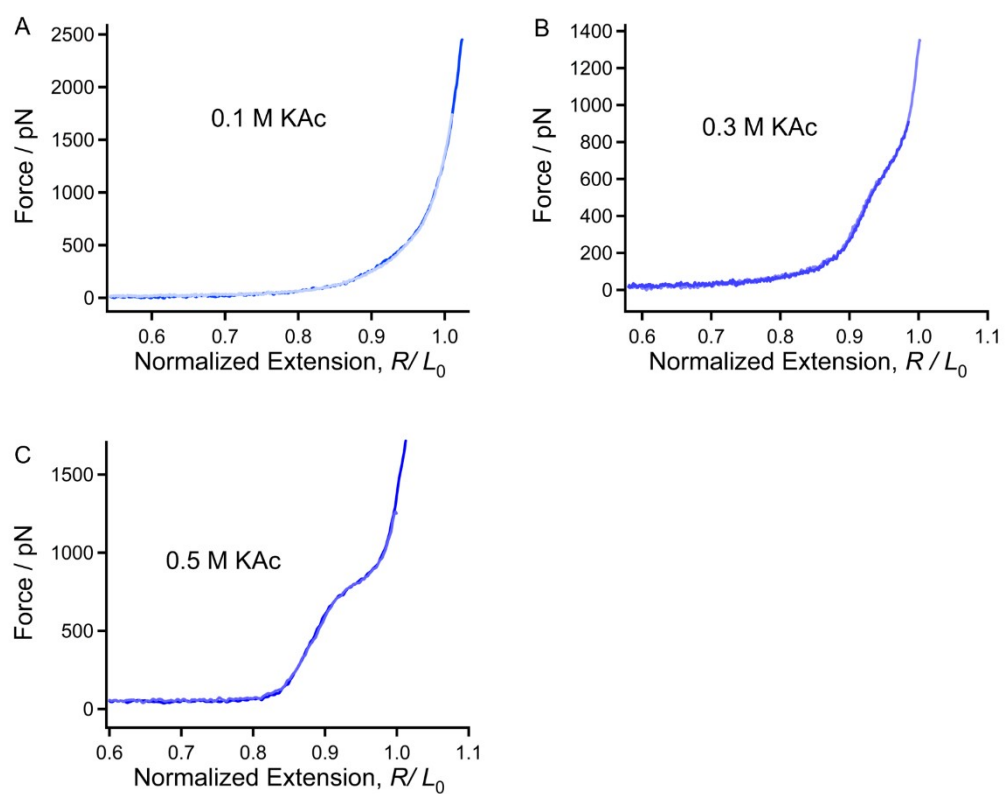 A
2500
2000
1500
1000
500
0
Force / pN
0.1 M KAc
0.6 0.7 0.8 0.9 1.0
Normalized Extension, R/ L0
B
1400
1200
1000
800
600
400
200
0
Force / pN
0.3 M KAc
0.6 0.7 0.8 0.9 1.0 1.1
Normalized Extension, R / L0
C
1500
1000
500
0
Force / pN
0.5 M KAc
0.6 0.7 0.8 0.9 1.0 1.1
Normalized Extension, R/ L0